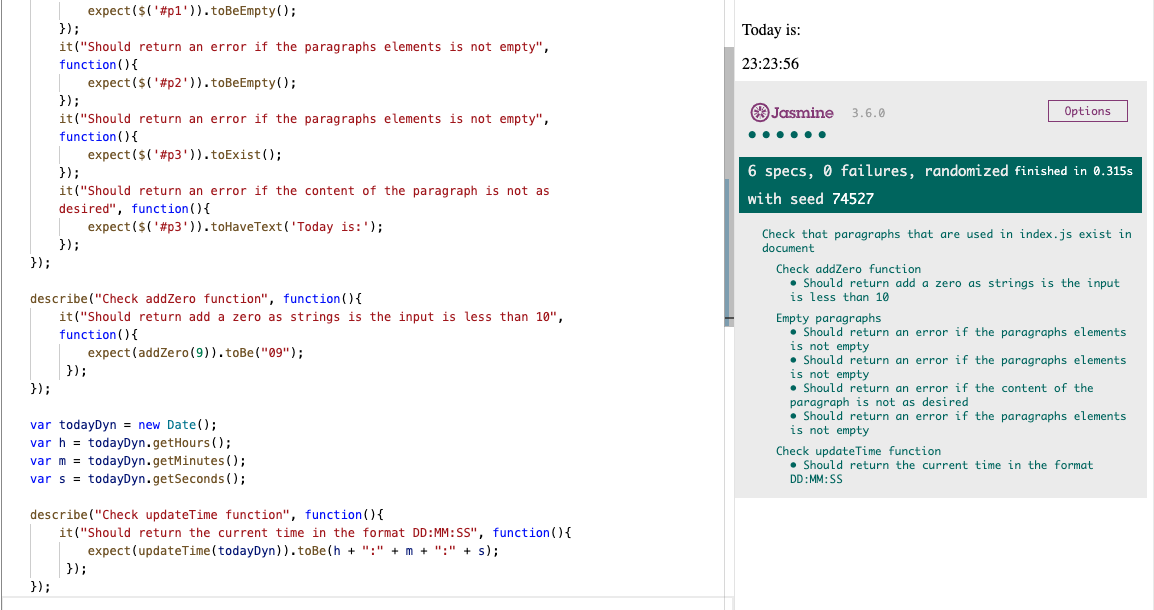 expect($('#p1')).toBeEmpty();
    });
    it("Should return an error if the paragraphs elements is not empty",
    function(){
        expect($('#p2')).toBeEmpty();
    });
    it("Should return an error if the paragraphs elements is not empty",
    function(){
        expect($('#p3')).toExist();
    });
    it("Should return an error if the content of the paragraph is not as
    desired", function(){
        expect($('#p3')).toHaveText('Today is:');
    });
});
describe("Check addZero function", function(){
    it("Should return add a zero as strings is the input is less than 10",
    function(){
        expect(addZero(9)).toBe("09");
     });
});
var todayDyn = new Date();
var h = todayDyn.getHours();
var m = todayDyn.getMinutes();
var s = todayDyn.getSeconds();
describe("Check updateTime function", function(){
    it("Should return the current time in the format DD:MM:SS", function(){
        expect(updateTime(todayDyn)).toBe(h + ":" + m + ":" + s);
     });
});
Today is:
23:23:56
Jasmine 3.6.0 Options
6 specs, 0 failures, randomized finished in 0.315s
with seed 74527
Check that paragraphs that are used in index.js exist in
document
Check addZero function
• Should return add a zero as strings is the input
is less than 10
Empty paragraphs
• Should return an error if the paragraphs elements
is not empty
• Should return an error if the paragraphs elements
is not empty
• Should return an error if the content of the
paragraph is not as desired
• Should return an error if the paragraphs elements
is not empty
Check updateTime function
• Should return the current time in the format
DD:MM:SS